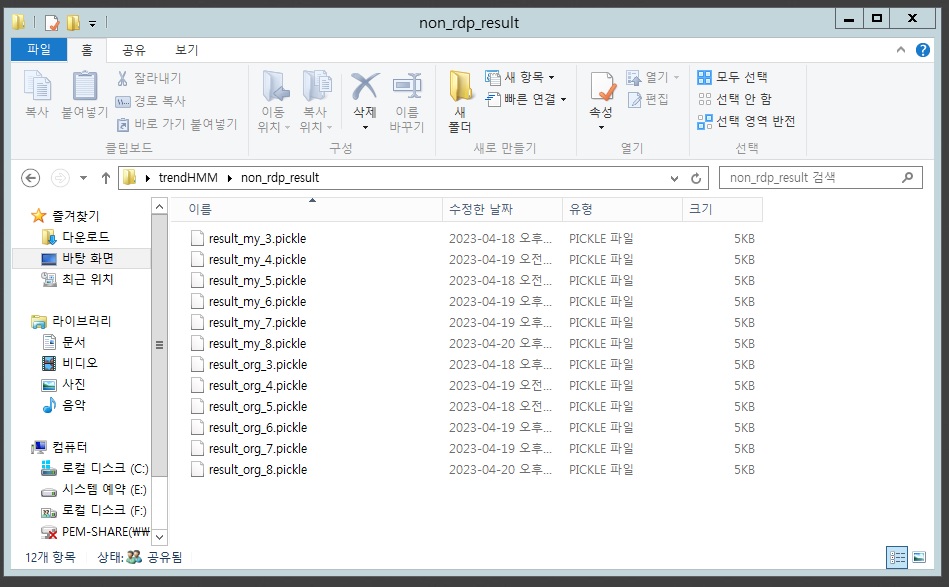 non_rdp_result
파일 홈 공유 보기
복사
붙여넣기
잘라내기
경로 복사
바로 가기 붙여넣기
클립보드
이동
위치
복사
위치
삭제
이름
바꾸기
구성
새
폴더
새 항목
빠른 연결
새로 만들기
속성
열기
편집
열기
모두 선택
선택 안 함
선택 영역 반전
선택
trendHMM non_rdp_result
non_rdp_result 검색
즐겨찾기
다운로드
바탕 화면
최근 위치
라이브러리
문서
비디오
사진
음악
컴퓨터
로컬 디스크 (C:)
시스템 예약 (E:)
로컬 디스크 (F:)
PEM-SHARE(₩₩
이름 수정한 날짜 유형 크기
result_my_3.pickle 2023-04-18 오후... PICKLE 파일 5KB
result_my_4.pickle 2023-04-19 오전... PICKLE 파일 5KB
result_my_5.pickle 2023-04-18 오후... PICKLE 파일 5KB
result_my_6.pickle 2023-04-19 오후... PICKLE 파일 5KB
result_my_7.pickle 2023-04-19 오후... PICKLE 파일 5KB
result_my_8.pickle 2023-04-20 오후... PICKLE 파일 5KB
result_org_3.pickle 2023-04-18 오후... PICKLE 파일 5KB
result_org_4.pickle 2023-04-19 오전... PICKLE 파일 5KB
result_org_5.pickle 2023-04-18 오후... PICKLE 파일 5KB
result_org_6.pickle 2023-04-19 오후... PICKLE 파일 5KB
result_org_7.pickle 2023-04-19 오후... PICKLE 파일 5KB
result_org_8.pickle 2023-04-20 오후... PICKLE 파일 5KB
12개 항목 상태: 공유됨